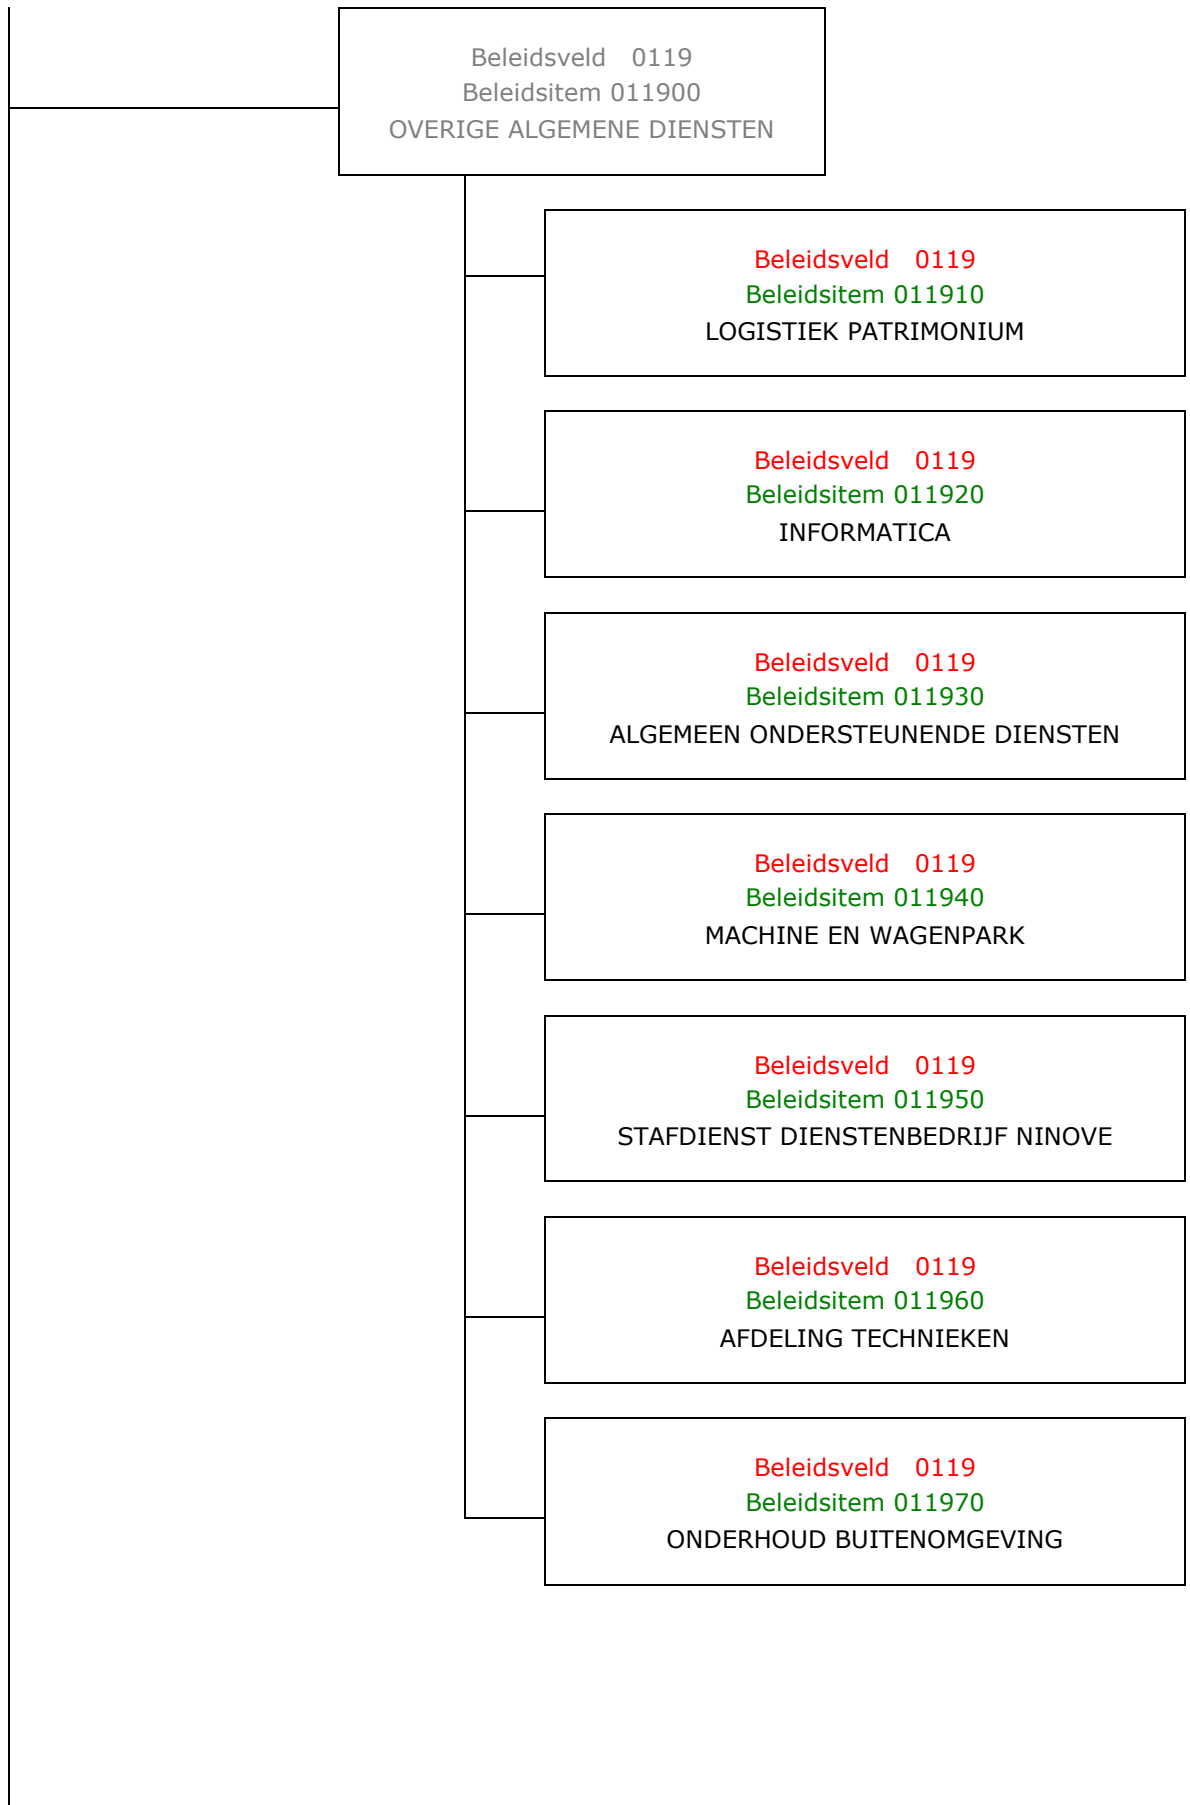 Beleidsveld 0119
Beleidsitem 011900
OVERIGE ALGEMENE DIENSTEN
Beleidsveld 0119
Beleidsitem 011910
LOGISTIEK PATRIMONIUM
Beleidsveld 0119
Beleidsitem 011920
INFORMATICA
Beleidsveld 0119
Beleidsitem 011930
ALGEMEEN ONDERSTEUNENDE DIENSTEN
Beleidsveld 0119
Beleidsitem 011940
MACHINE EN WAGENPARK
Beleidsveld 0119
Beleidsitem 011950
STAFDIENST DIENSTENBEDRIJF NINOVE
Beleidsveld 0119
Beleidsitem 011960
AFDELING TECHNIEKEN
Beleidsveld 0119
Beleidsitem 011970
ONDERHOUD BUITENOMGEVING